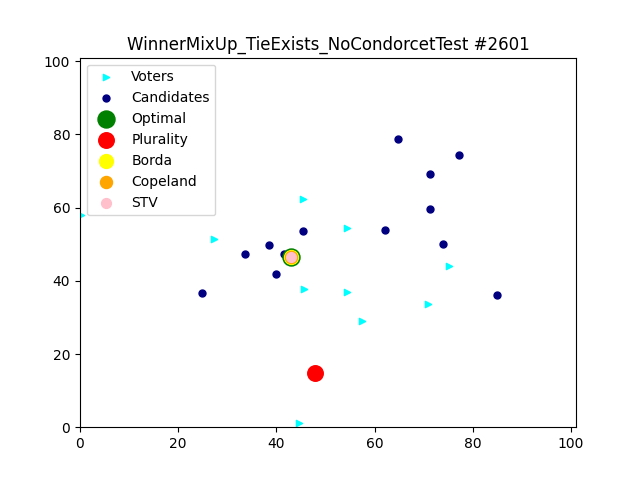 WinnerMixUp_TieExists_NoCondorcetTest #2601
100
80
60
40
20
0
Voters
Candidates
Optimal
Plurality
Borda
Copeland
STV
0
20
40
60
80
100